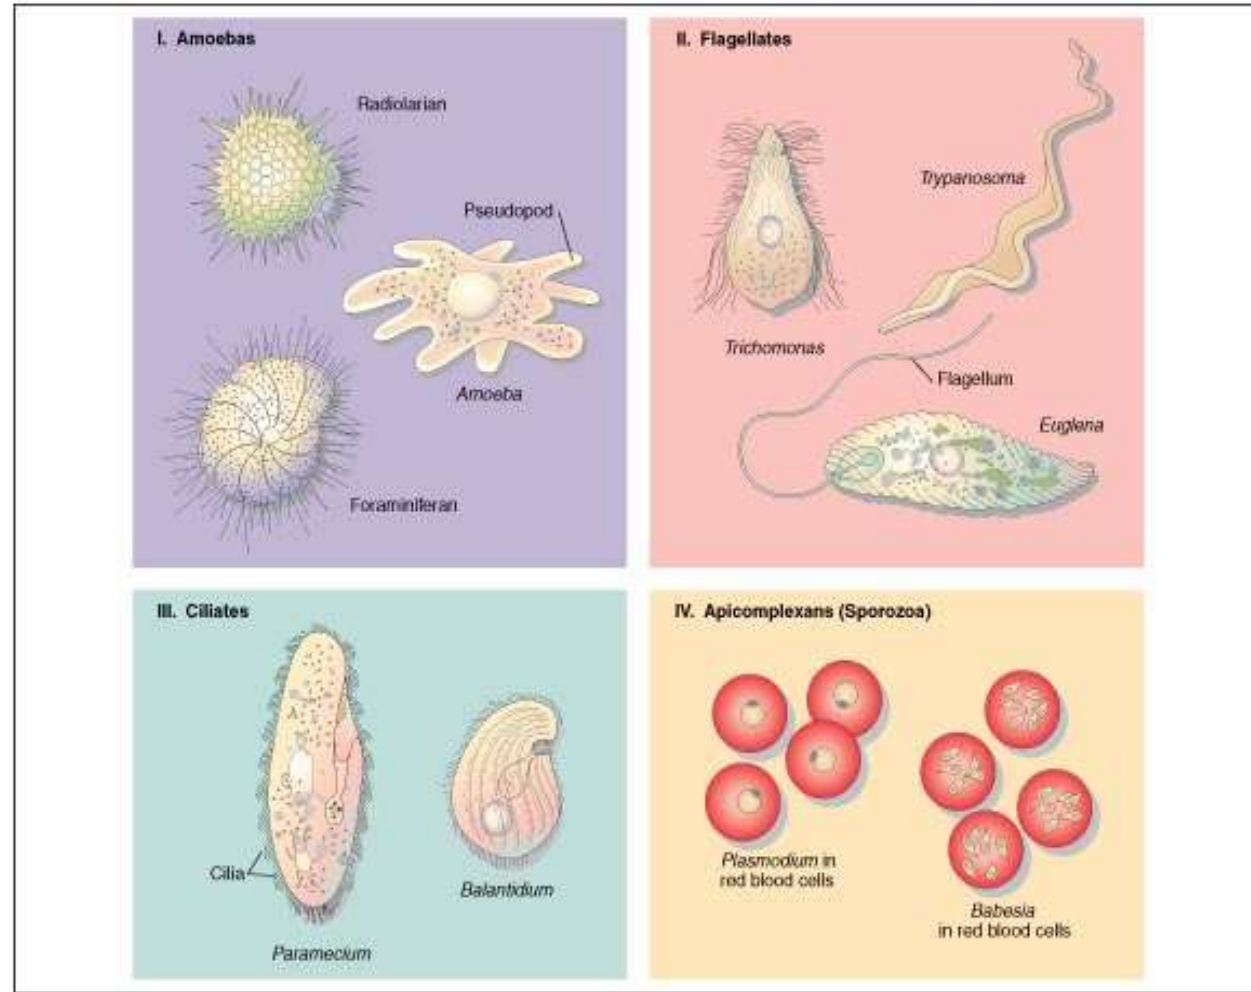 I. Amoebas
Radiolarian
Pseudopod
Amoeba
Foraminiferan
II. Flagellates
Trypanosoma
Trichomonas
Flagellum
Euglena
III. Ciliates
Cilia
Balantidium
Paramecium
IV. Apicomplexans (Sporozoa)
Plasmodium in
red blood cells
Babesia
in red blood cells